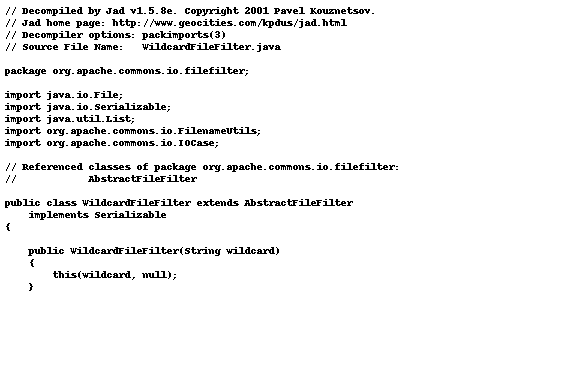 // Decompiled by Jad v1.5.8e. Copyright 2001 Pavel Kouznetsov.
// Jad home page: http://www.geocities.com/kpdus/jad.html
// Decompiler options: packimports(3)
// Source File Name:   WildcardFileFilter.java

package org.apache.commons.io.filefilter;

import java.io.File;
import java.io.Serializable;
import java.util.List;
import org.apache.commons.io.FilenameUtils;
import org.apache.commons.io.IOCase;

// Referenced classes of package org.apache.commons.io.filefilter:
//            AbstractFileFilter

public class WildcardFileFilter extends AbstractFileFilter
    implements Serializable
{

    public WildcardFileFilter(String wildcard)
    {
        this(wildcard, null);
    }